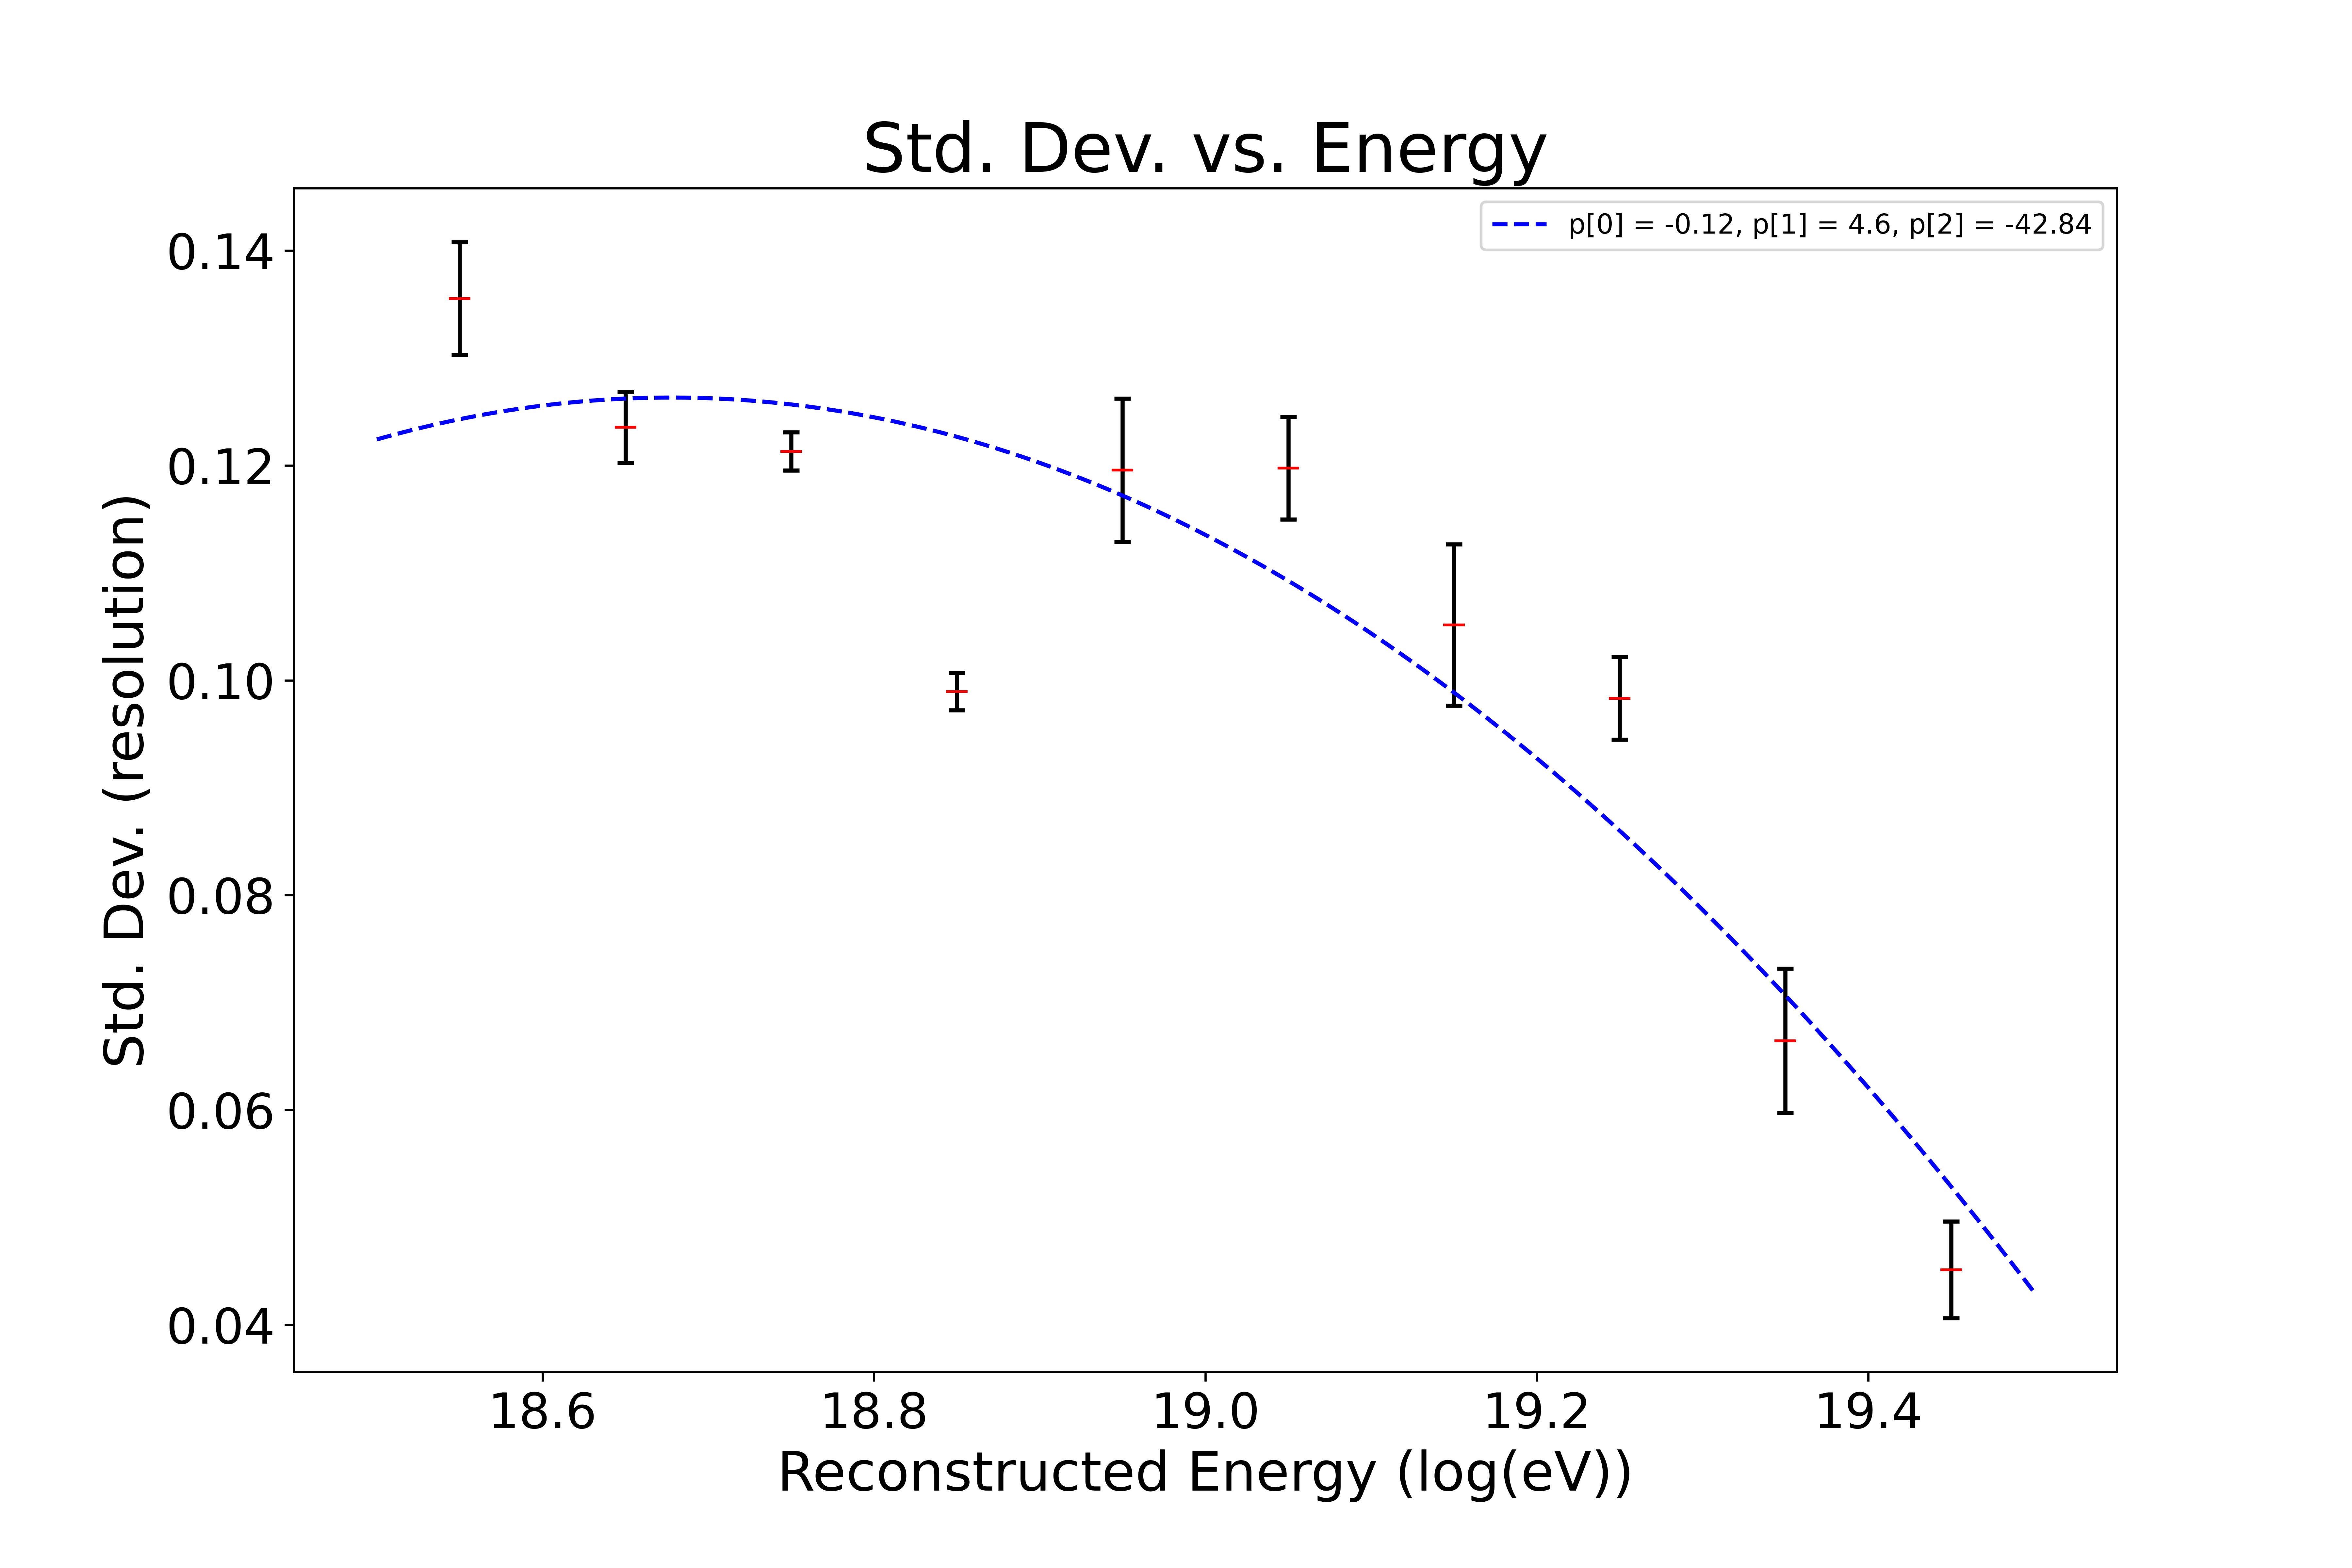 Std. Dev. vs. Energy
p[0] = -0.12, p[1] = 4.6, p[2] = -42.84
Std. Dev. (resolution)
0.14
0.12
0.10
0.08
0.06
0.04
18.6 18.8 19.0 19.2 19.4
Reconstructed Energy (log(eV))